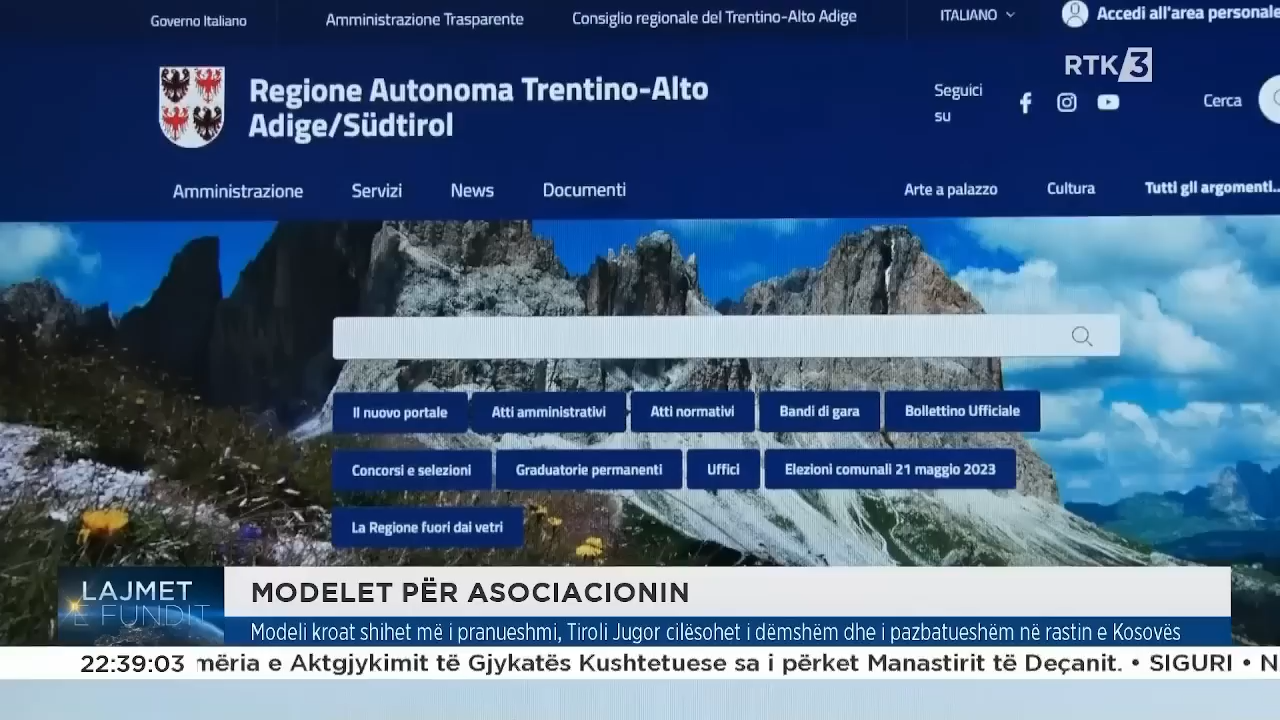 Governo Italiano
Amministrazione Trasparente
Consiglio regionale del Trentino-Alto Adige
ITALIANO
Accedi all'area personale
RTK3
Regione Autonoma Trentino-Alto
Adige/Südtirol
Seguici
su
Cerca
Amministrazione
Servizi
News
Documenti
Arte a palazzo
Cultura
Tutti gli argomenti...
Il nuovo portale
Atti amministrativi
Atti normativi
Bandi di gara
Bollettino Ufficiale
Concorsi e selezioni
Graduatorie permanenti
Uffici
Elezioni comunali 21 maggio 2023
La Regione fuori dai vetri
LAJMET
E FUNDIT
MODELET PËR ASOCIACIONIN
Modeli kroat shihet më i pranueshmi, Tiroli Jugor cilësohet i dëmshëm dhe i pazbatueshëm në rastin e Kosovës
22:39:03 mëria e Aktgjykimit të Gjykatës Kushtetuese sa i përket Manastirit të Deçanit. • SIGURI • N